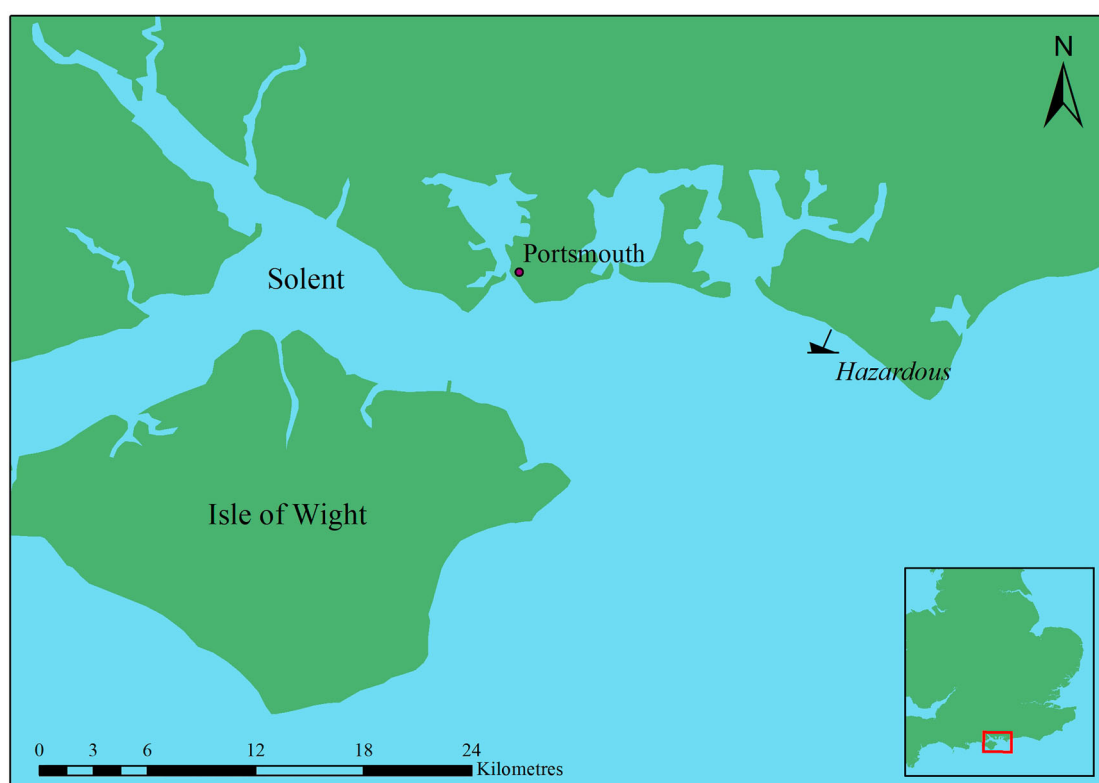 N
Portsmouth
Solent
Hazardous
Isle of Wight
0 3 6 12 18 24
Kilometres